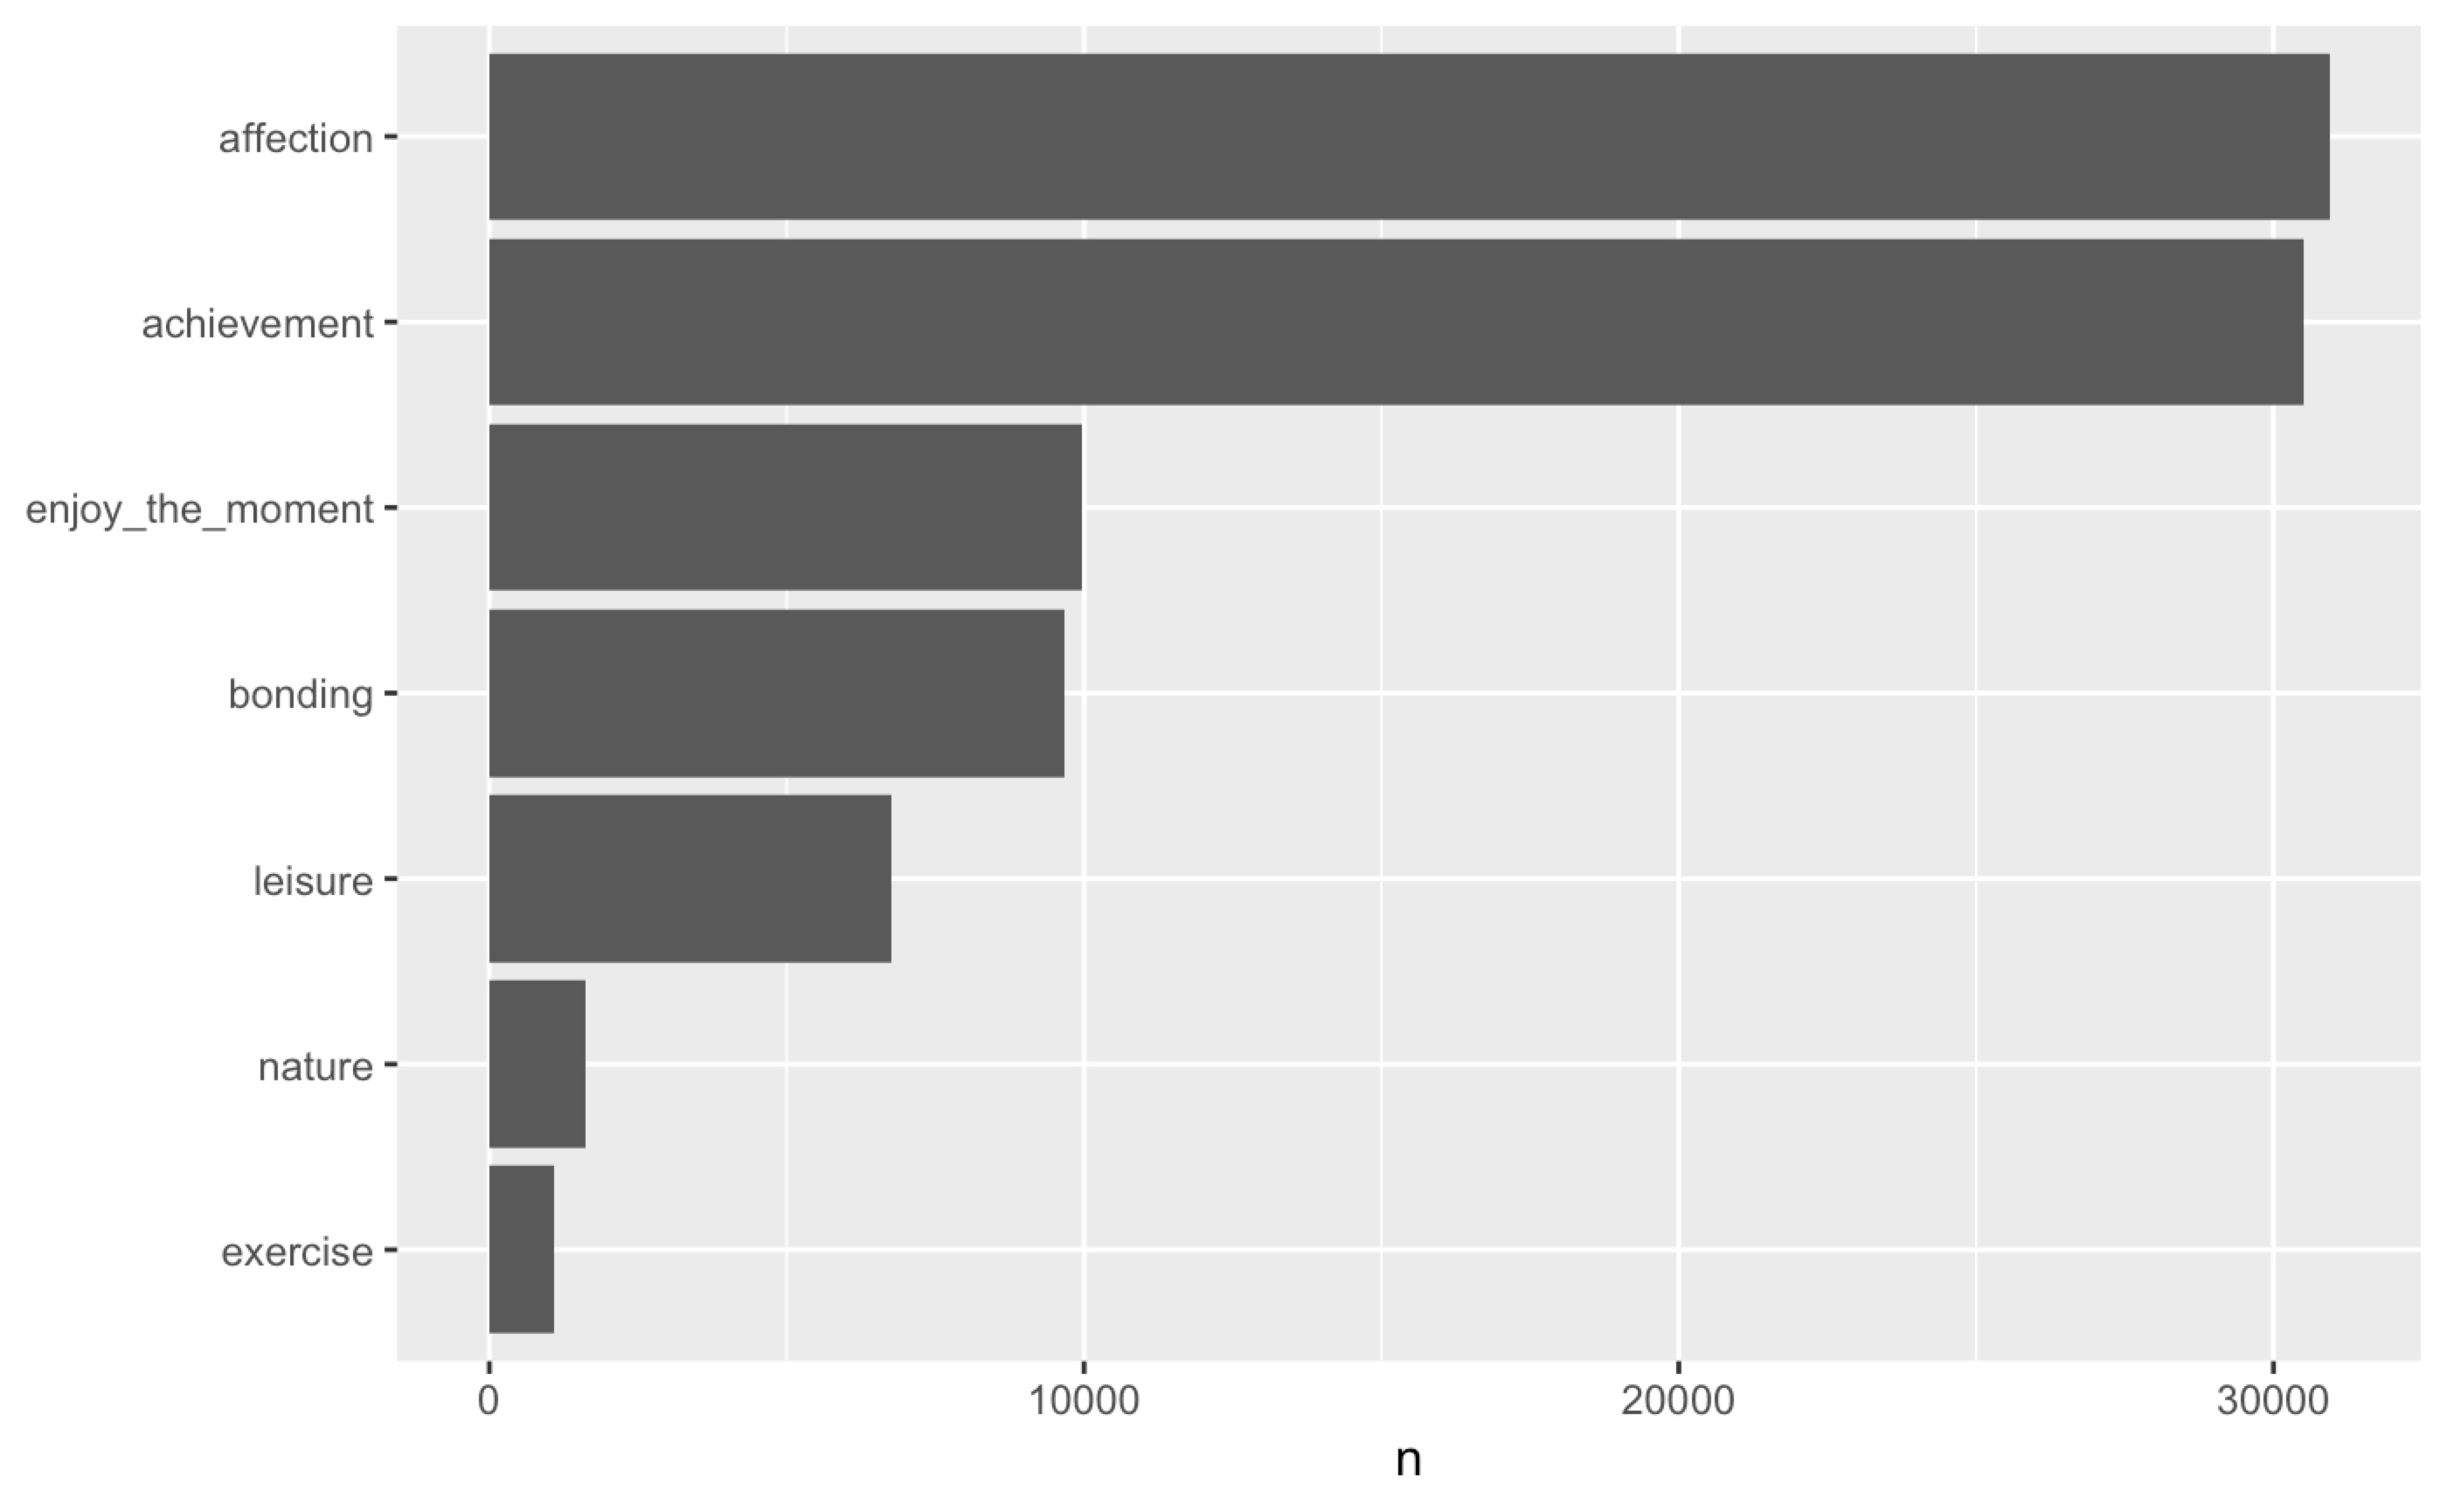 affection
achievement
enjoy_the_moment
bonding
leisure
nature
exercise
0 10000 20000 30000
n